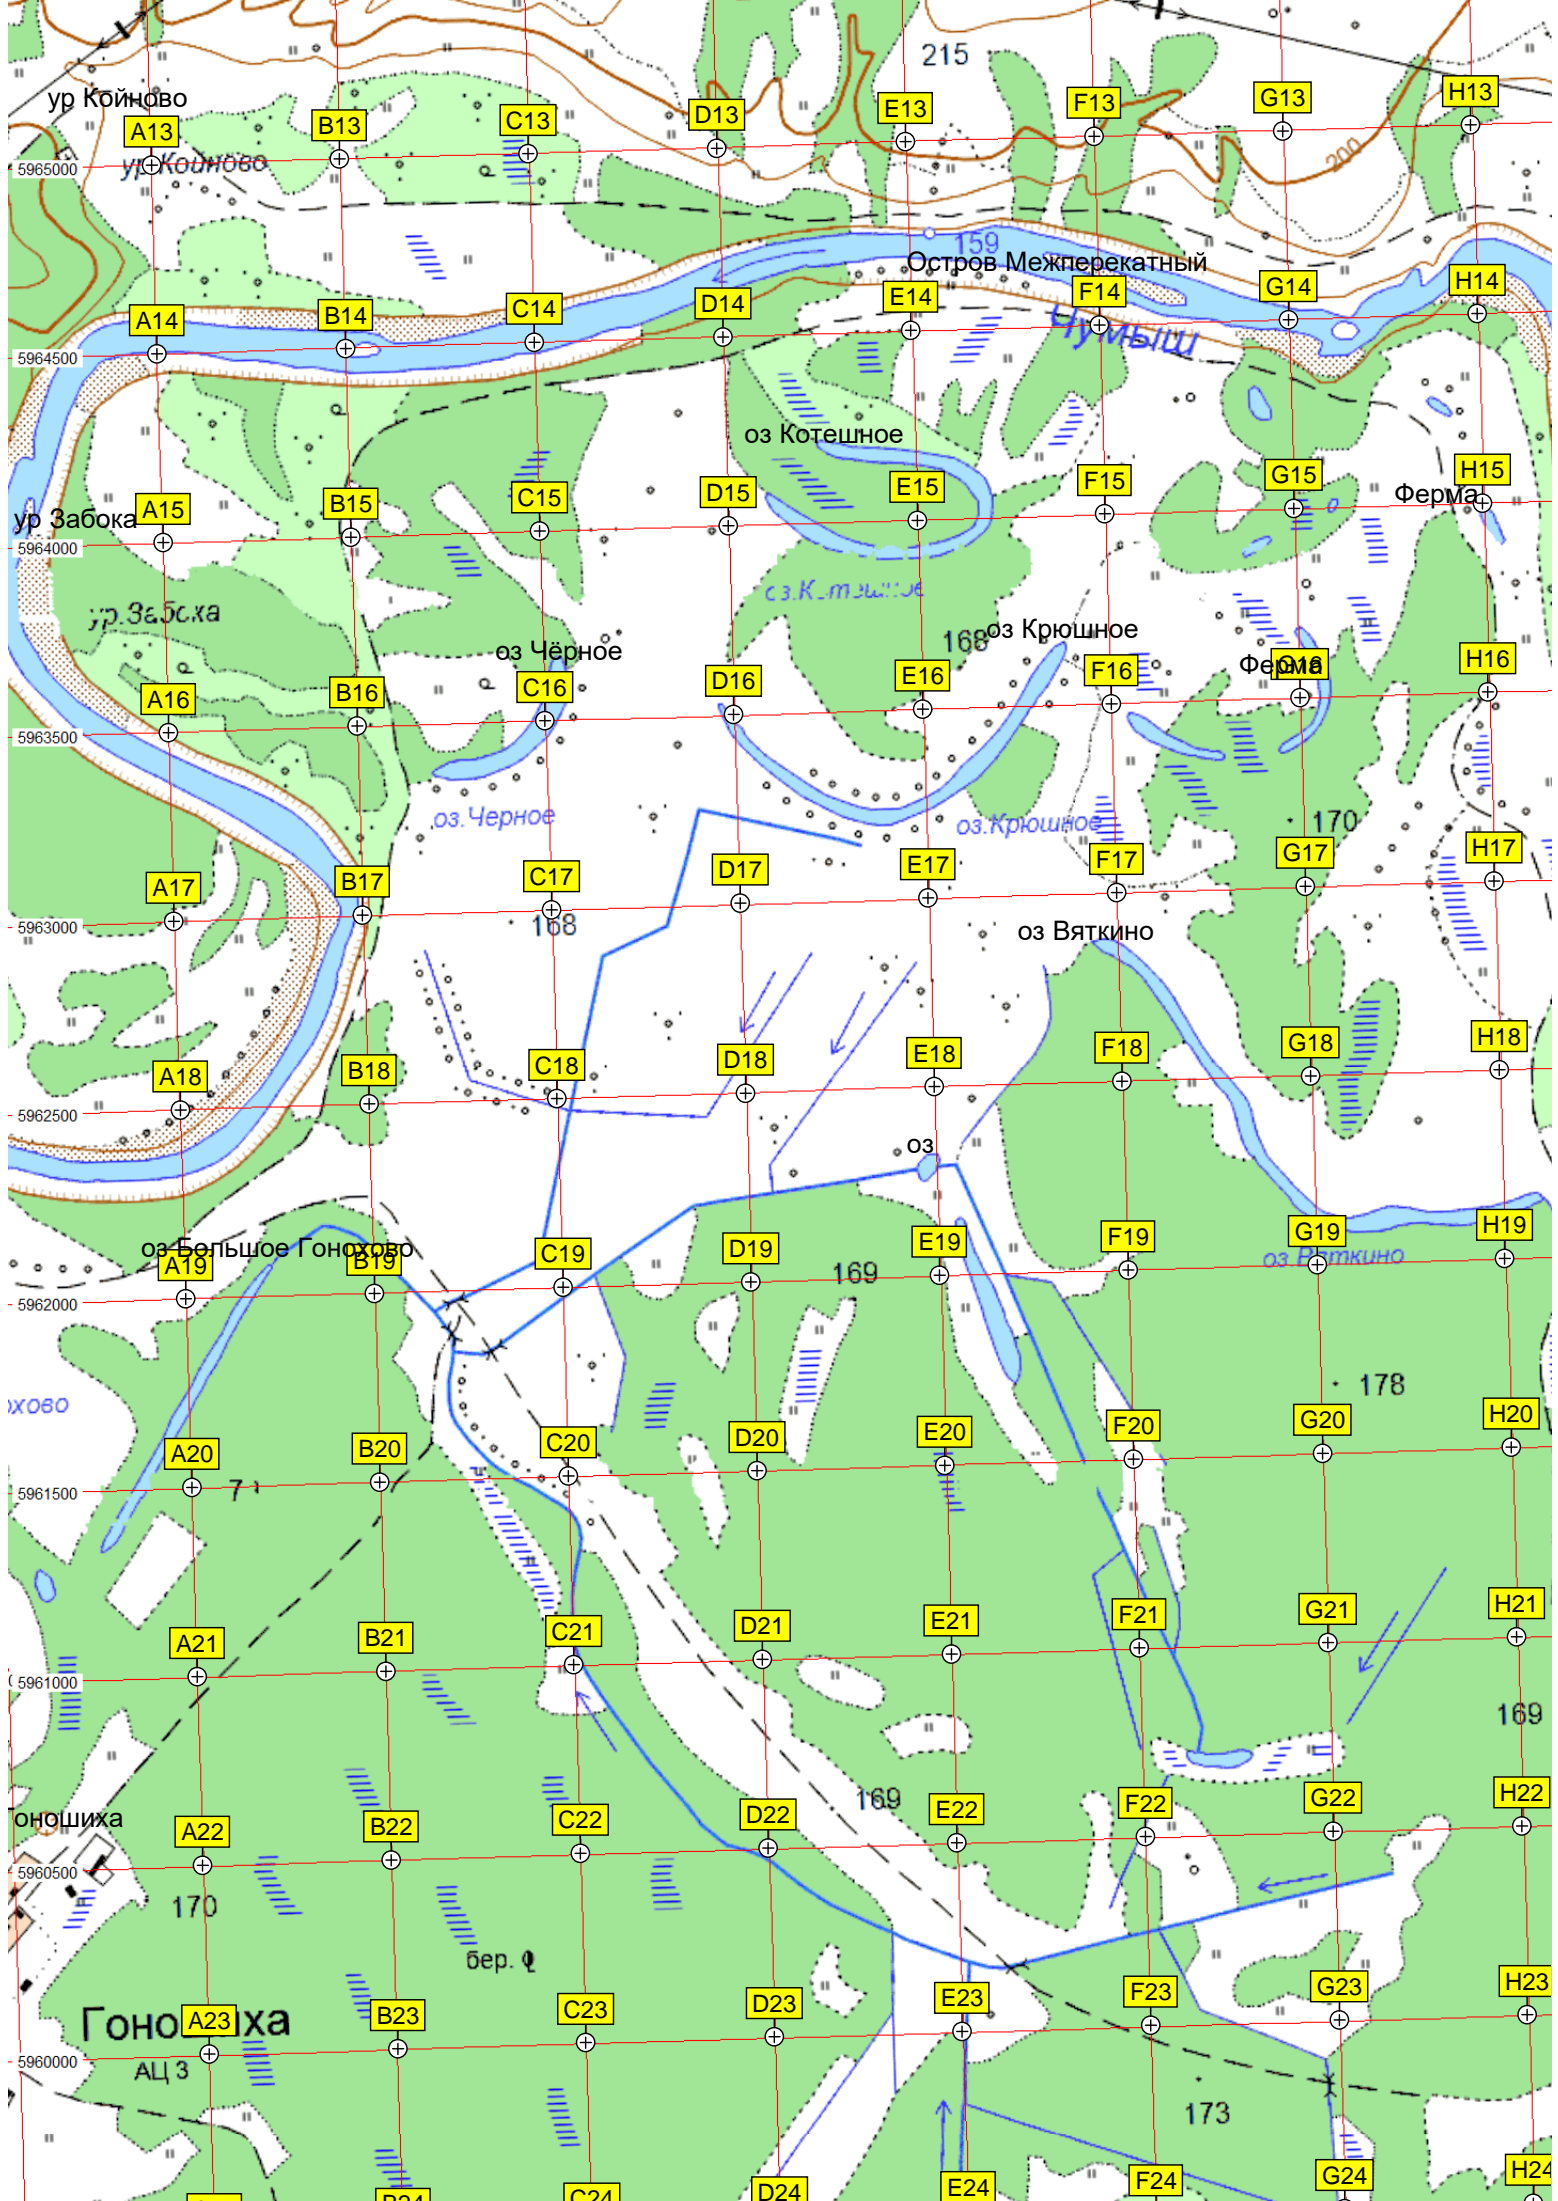 215
ур Койново
A13 B13 C13 D13 E13 F13 G13 H13
5965000
ур.Койново
200
159
Остров Межперекатный
A14 B14 C14 D14 E14 F14 G14 H14
Чумыш
5964500
оз Котешное
A15 B15 C15 D15 E15 F15 G15 H15
Ферма
ур Забока
5964000
ур.Забока
168
оз Крюшное
оз Чёрное
Ферма
A16 B16 C16 D16 E16 F16 G16 H16
5963500
оз.Черное
оз.Крюшное
170
A17 B17 C17 D17 E17 F17 G17 H17
5963000
168
оз Вяткино
A18 B18 C18 D18 E18 F18 G18 H18
5962500
оз
оз Большое Гонохово
A19 B19 C19 D19 E19 F19 G19 H19
169
оз.Вяткино
5962000
178
охово
A20 B20 C20 D20 E20 F20 G20 H20
5961500
A21 B21 C21 D21 E21 F21 G21 H21
5961000
169
169
оношиха
A22 B22 C22 D22 E22 F22 G22 H22
5960500
170
бер.
Гоношиха
A23 B23 C23 D23 E23 F23 G23 H23
5960000
АЦ 3
173
B24 C24 D24 E24 F24 G24 H24